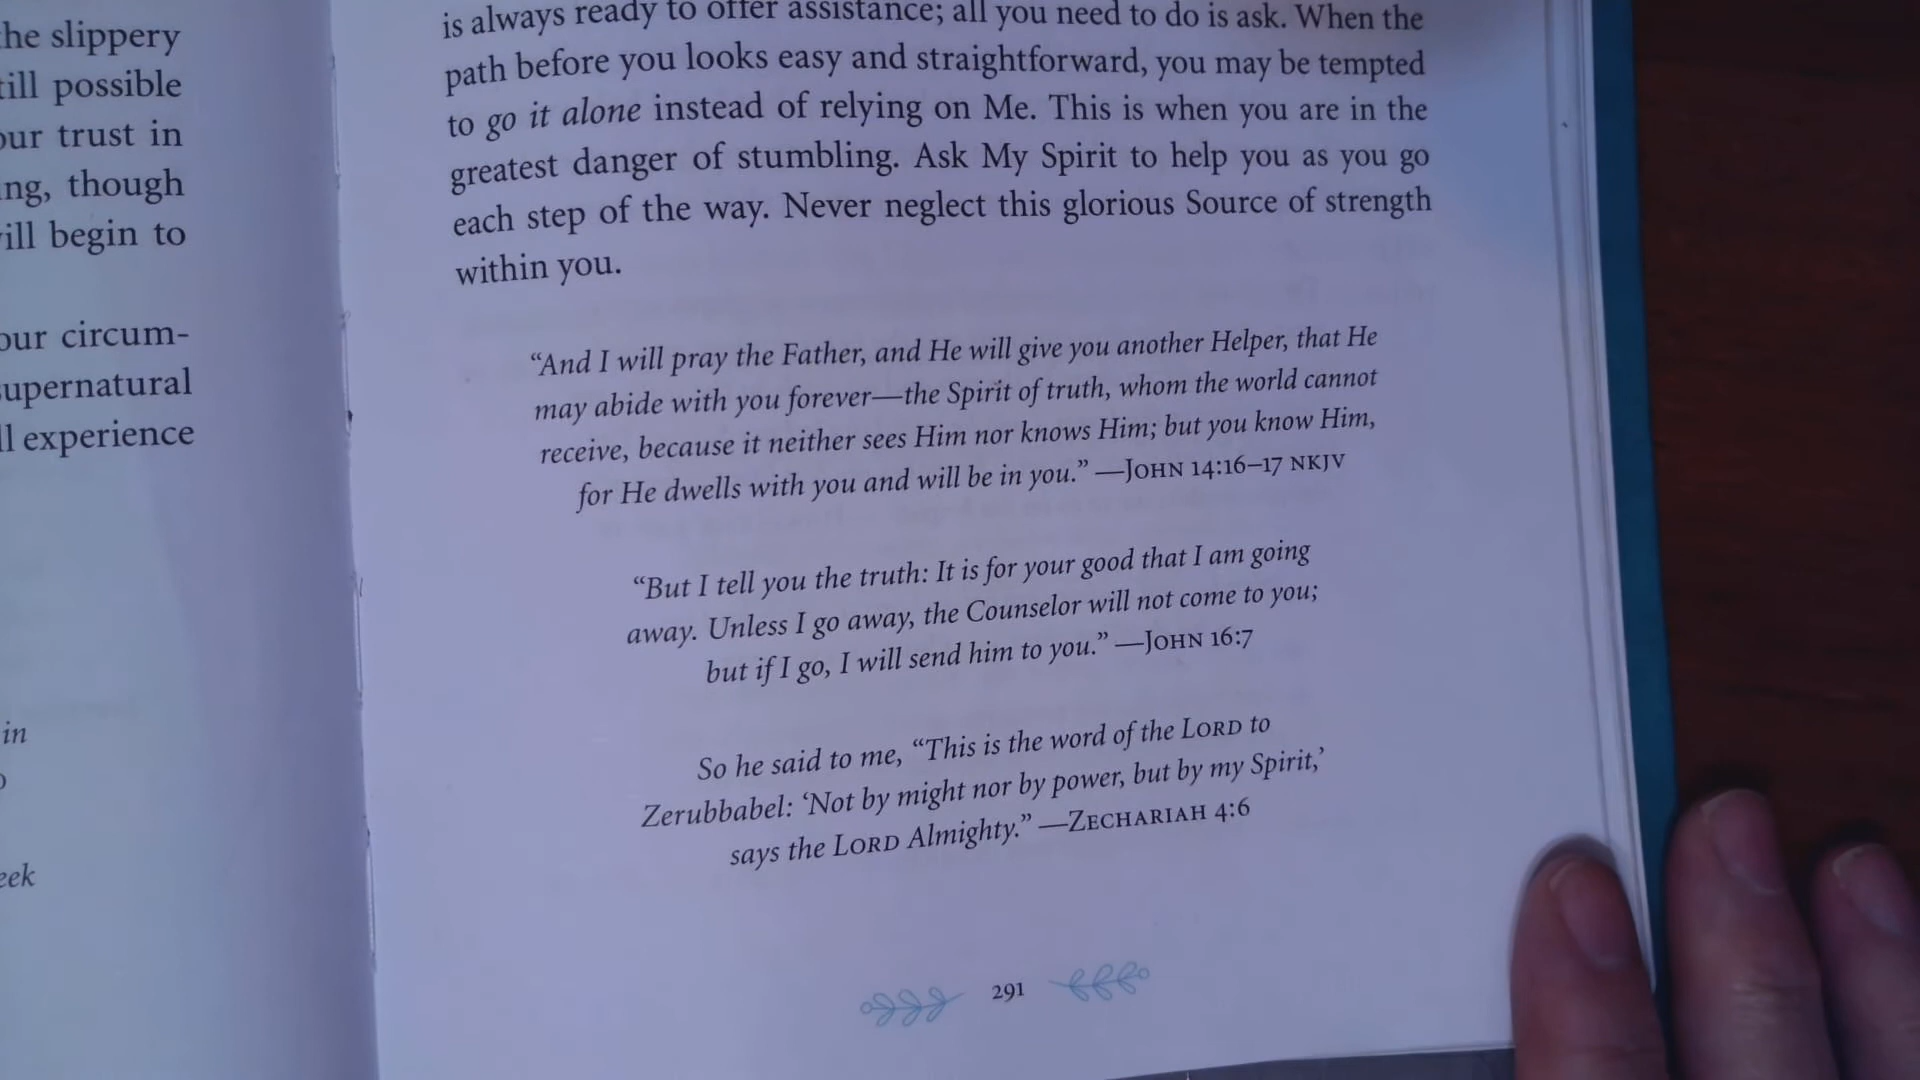 he slippery
ill possible
our trust in
ng, though
ill begin to
our circum-
supernatural
ll experience
in
eek
is always ready to offer assistance; all you need to do is ask. When the
path before you looks easy and straightforward, you may be tempted
to go it alone instead of relying on Me. This is when you are in the
greatest danger of stumbling. Ask My Spirit to help you as you go
each step of the way. Never neglect this glorious Source of strength
within you.
“And I will pray the Father, and He will give you another Helper, that He
may abide with you forever—the Spirit of truth, whom the world cannot
receive, because it neither sees Him nor knows Him; but you know Him,
for He dwells with you and will be in you.” —John 14:16–17 NKJV
“But I tell you the truth: It is for your good that I am going
away. Unless I go away, the Counselor will not come to you;
but if I go, I will send him to you.” —John 16:7
So he said to me, “This is the word of the Lord to
Zerubbabel: ‘Not by might nor by power, but by my Spirit,’
says the Lord Almighty.” —Zechariah 4:6
291